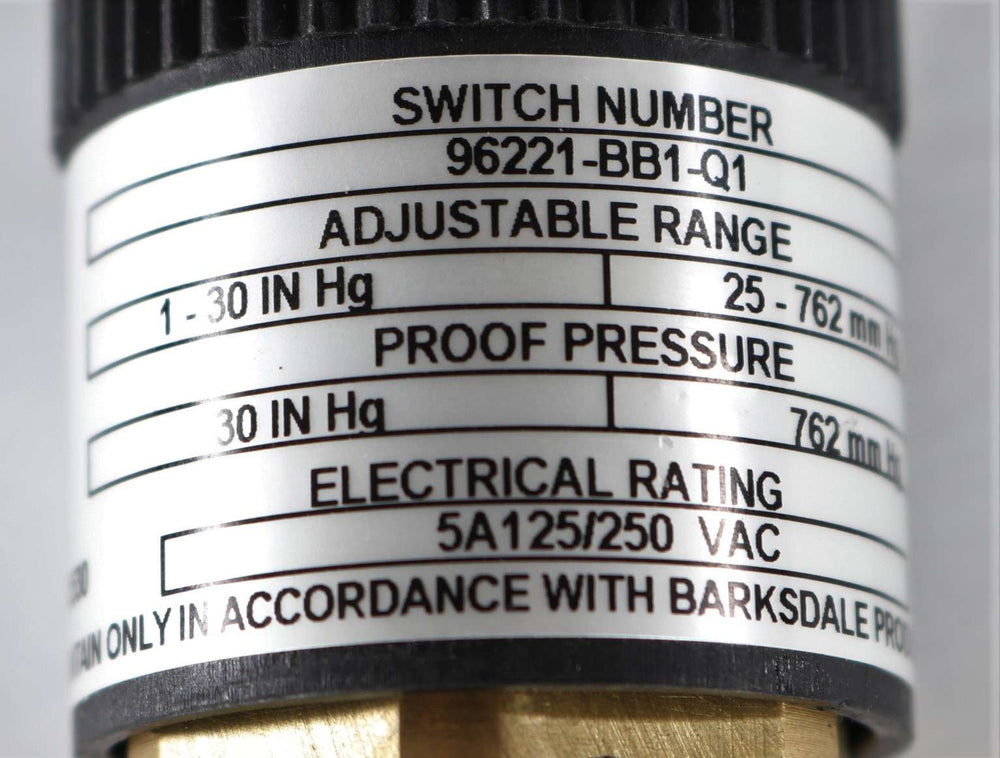 SWITCH NUMBER
96221-BB1-Q1
ADJUSTABLE RANGE
1 - 30 IN Hg 25 - 762 mm
PROOF PRESSURE
30 IN Hg 762 mm
ELECTRICAL RATING
5A125/250 VAC
ONLY IN ACCORDANCE WITH BARKSDALE